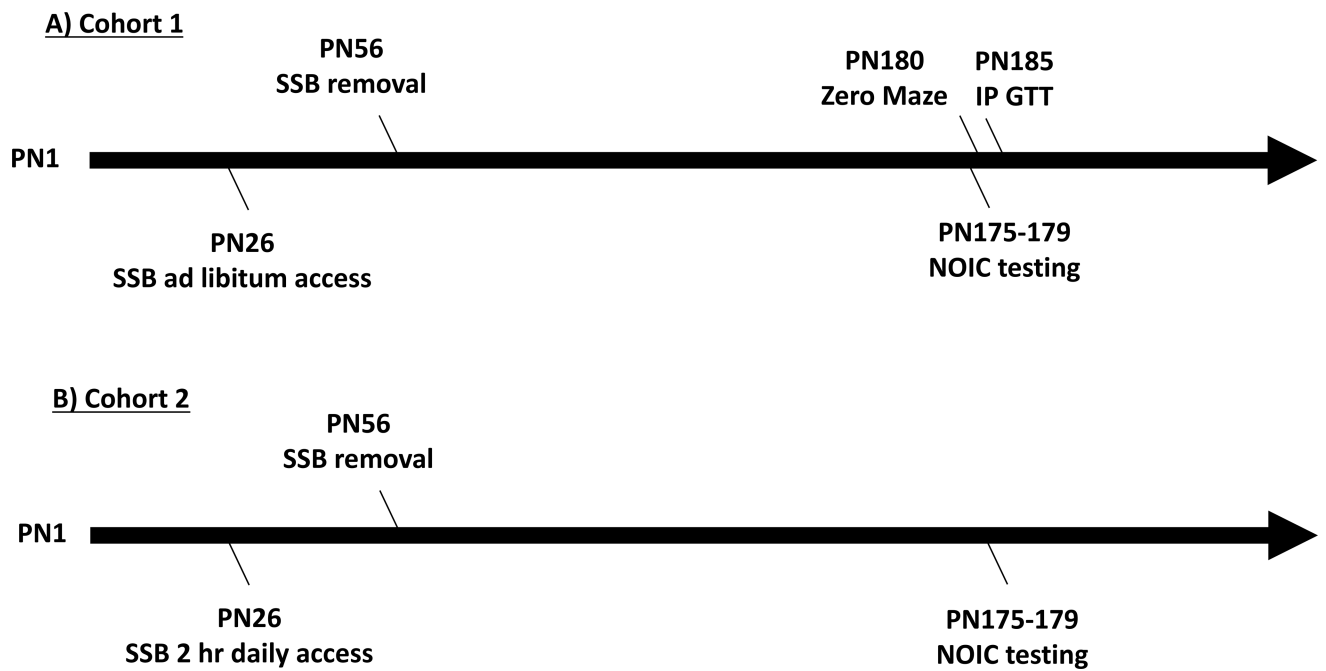 A) Cohort 1
PN56
SSB removal
PN180
Zero Maze
PN185
IP GTT
PN1
PN26
SSB ad libitum access
PN175-179
NOIC testing
B) Cohort 2
PN56
SSB removal
PN1
PN26
SSB 2 hr daily access
PN175-179
NOIC testing